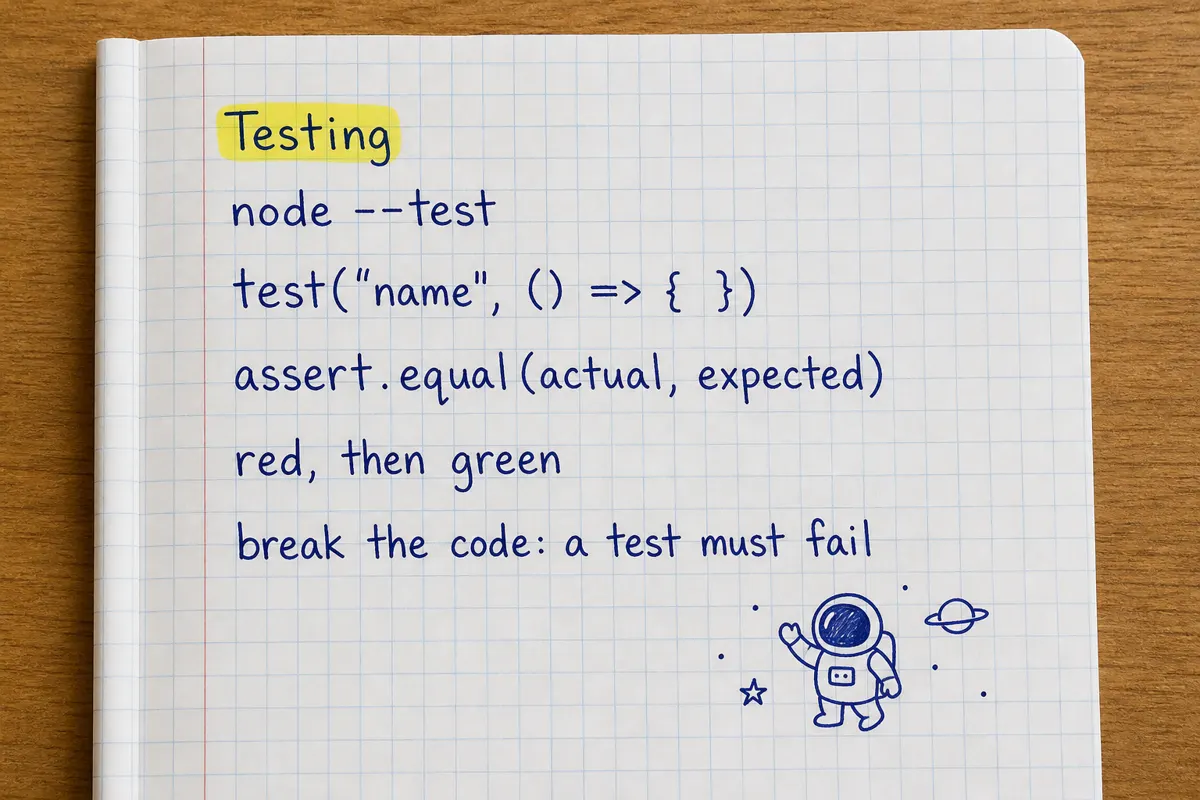 Testing
node --test
test("name", () => { })
assert.equal(actual, expected)
red, then green
break the code: a test must fail